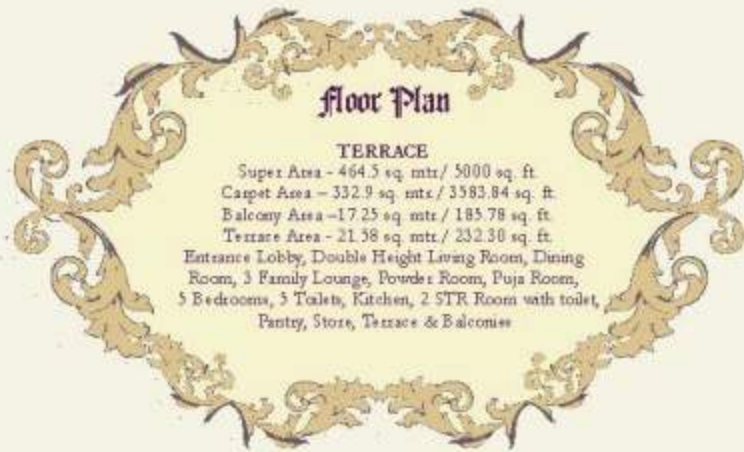 Floor Plan
TERRACE
Super Area - 464.5 sq. mtr./ 5000 sq. ft.
Carpet Area – 332.9 sq. mtr./ 3583.84 sq. ft.
Balcony Area –17.25 sq. mtr./ 185.78 sq. ft.
Terrace Area - 21.58 sq. mtr./ 232.30 sq. ft.
Entrance Lobby, Double Height Living Room, Dining
Room, 3 Family Lounge, Powder Room, Puja Room,
5 Bedrooms, 5 Toilets, Kitchen, 2 STR Room with toilet,
Pantry, Store, Terrace & Balconies